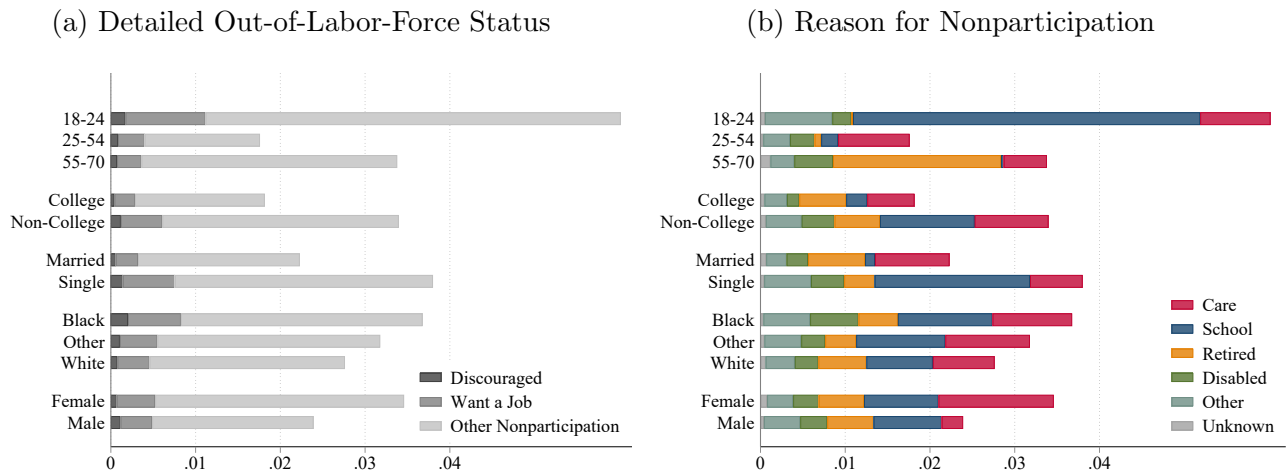 (a) Detailed Out-of-Labor-Force Status
18-24
25-54
55-70
College
Non-College
Married
Single
Black
Other
White
Female
Male
Discouraged
Want a Job
Other Nonparticipation
0 .01 .02 .03 .04
(b) Reason for Nonparticipation
18-24
25-54
55-70
College
Non-College
Married
Single
Black
Other
White
Female
Male
Care
School
Retired
Disabled
Other
Unknown
0 .01 .02 .03 .04